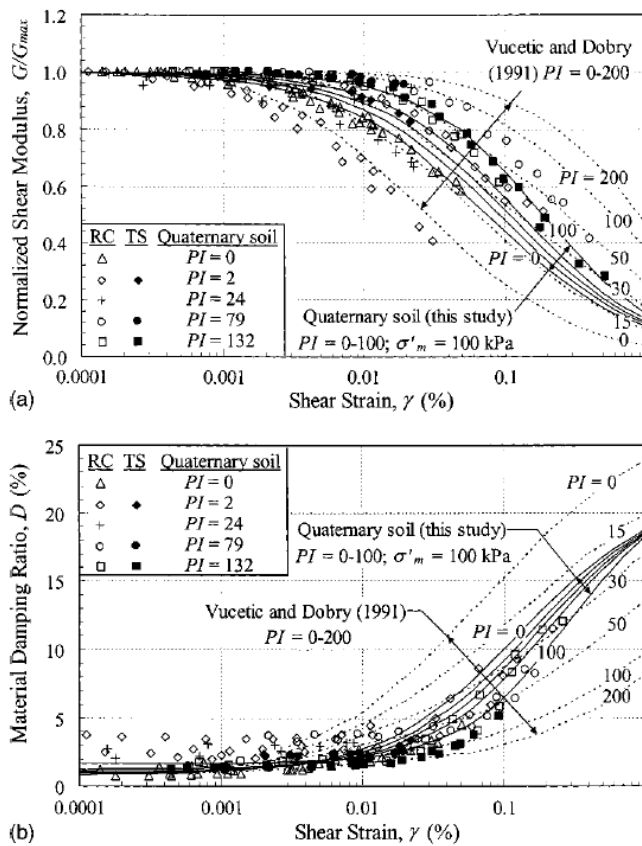 1.2
1.0
0.8
0.6
0.4
0.2
0.0
Normalized Shear Modulus, G/Gmax
Vucetic and Dobry
(1991) PI = 0-200
PI = 200
100
50
30
15
0
100
PI = 0
RC TS Quaternary soil
PI = 0
PI = 2
PI = 24
PI = 79
PI = 132
Quaternary soil (this study)
PI = 0-100; σ'm = 100 kPa
0.0001 0.001 0.01 0.1
(a)
Shear Strain, γ (%)
25
20
15
10
5
0
Material Damping Ratio, D (%)
RC TS Quaternary soil
PI = 0
PI = 2
PI = 24
PI = 79
PI = 132
PI = 0
Quaternary soil (this study)
PI = 0-100; σ'm = 100 kPa
15
30
Vucetic and Dobry (1991)
PI = 0-200
PI = 0
50
100
100
200
0.0001 0.001 0.01 0.1
(b)
Shear Strain, γ (%)